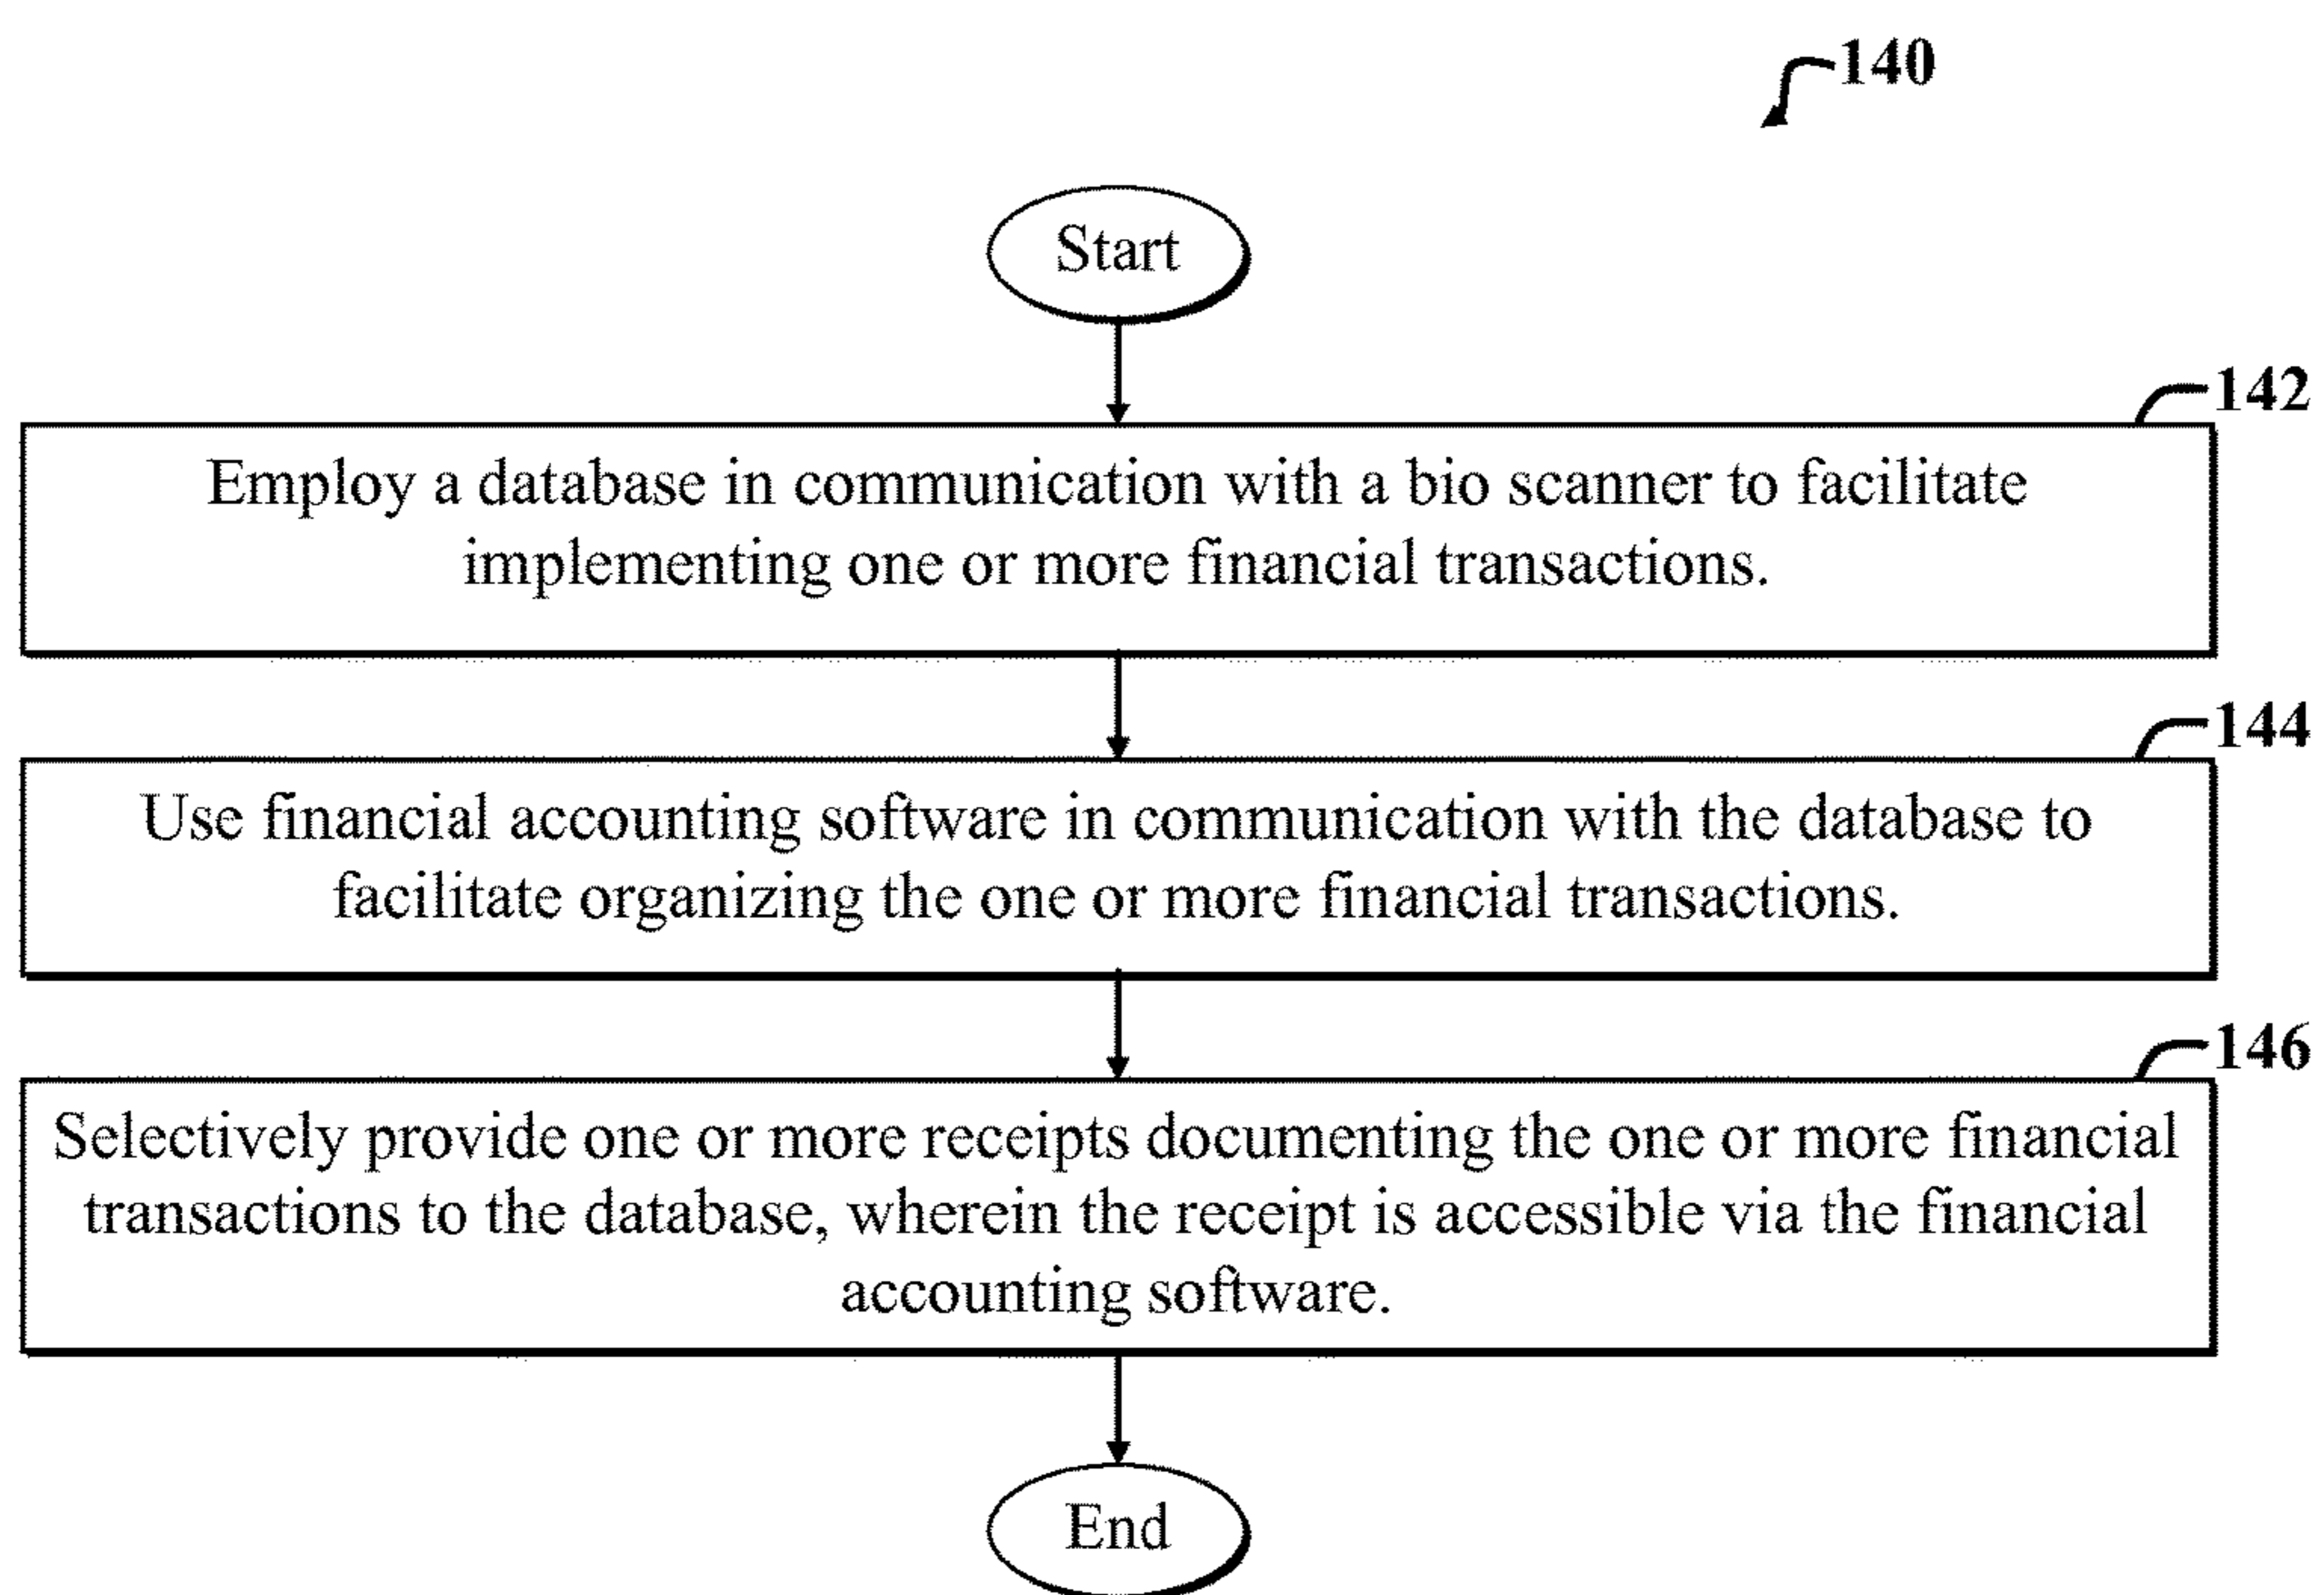 140
Start
142
Employ a database in communication with a bio scanner to facilitate
implementing one or more financial transactions.
144
Use financial accounting software in communication with the database to
facilitate organizing the one or more financial transactions.
146
Selectively provide one or more receipts documenting the one or more financial
transactions to the database, wherein the receipt is accessible via the financial
accounting software.
End